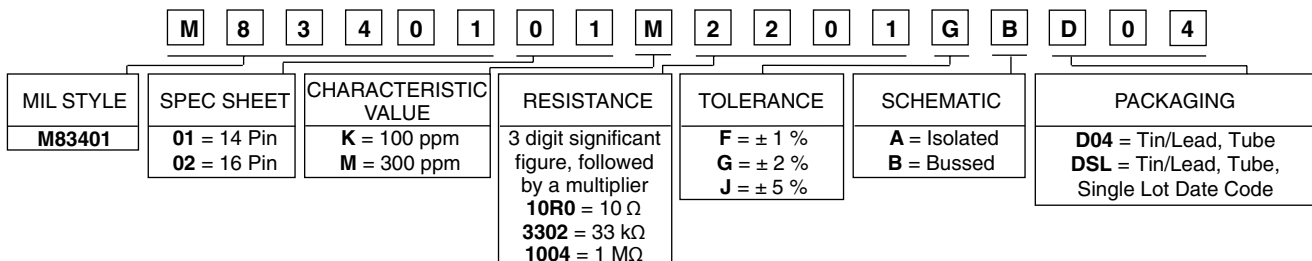 M 8 3 4 0 1 0 1 M 2 2 0 1 G B D 0 4
MIL STYLE
M83401
SPEC SHEET
01 = 14 Pin
02 = 16 Pin
CHARACTERISTIC
VALUE
K = 100 ppm
M = 300 ppm
RESISTANCE
3 digit significant
figure, followed
by a multiplier
10R0 = 10 Ω
3302 = 33 kΩ
1004 = 1 MΩ
TOLERANCE
F = ± 1 %
G = ± 2 %
J = ± 5 %
SCHEMATIC
A = Isolated
B = Bussed
PACKAGING
D04 = Tin/Lead, Tube
DSL = Tin/Lead, Tube,
Single Lot Date Code